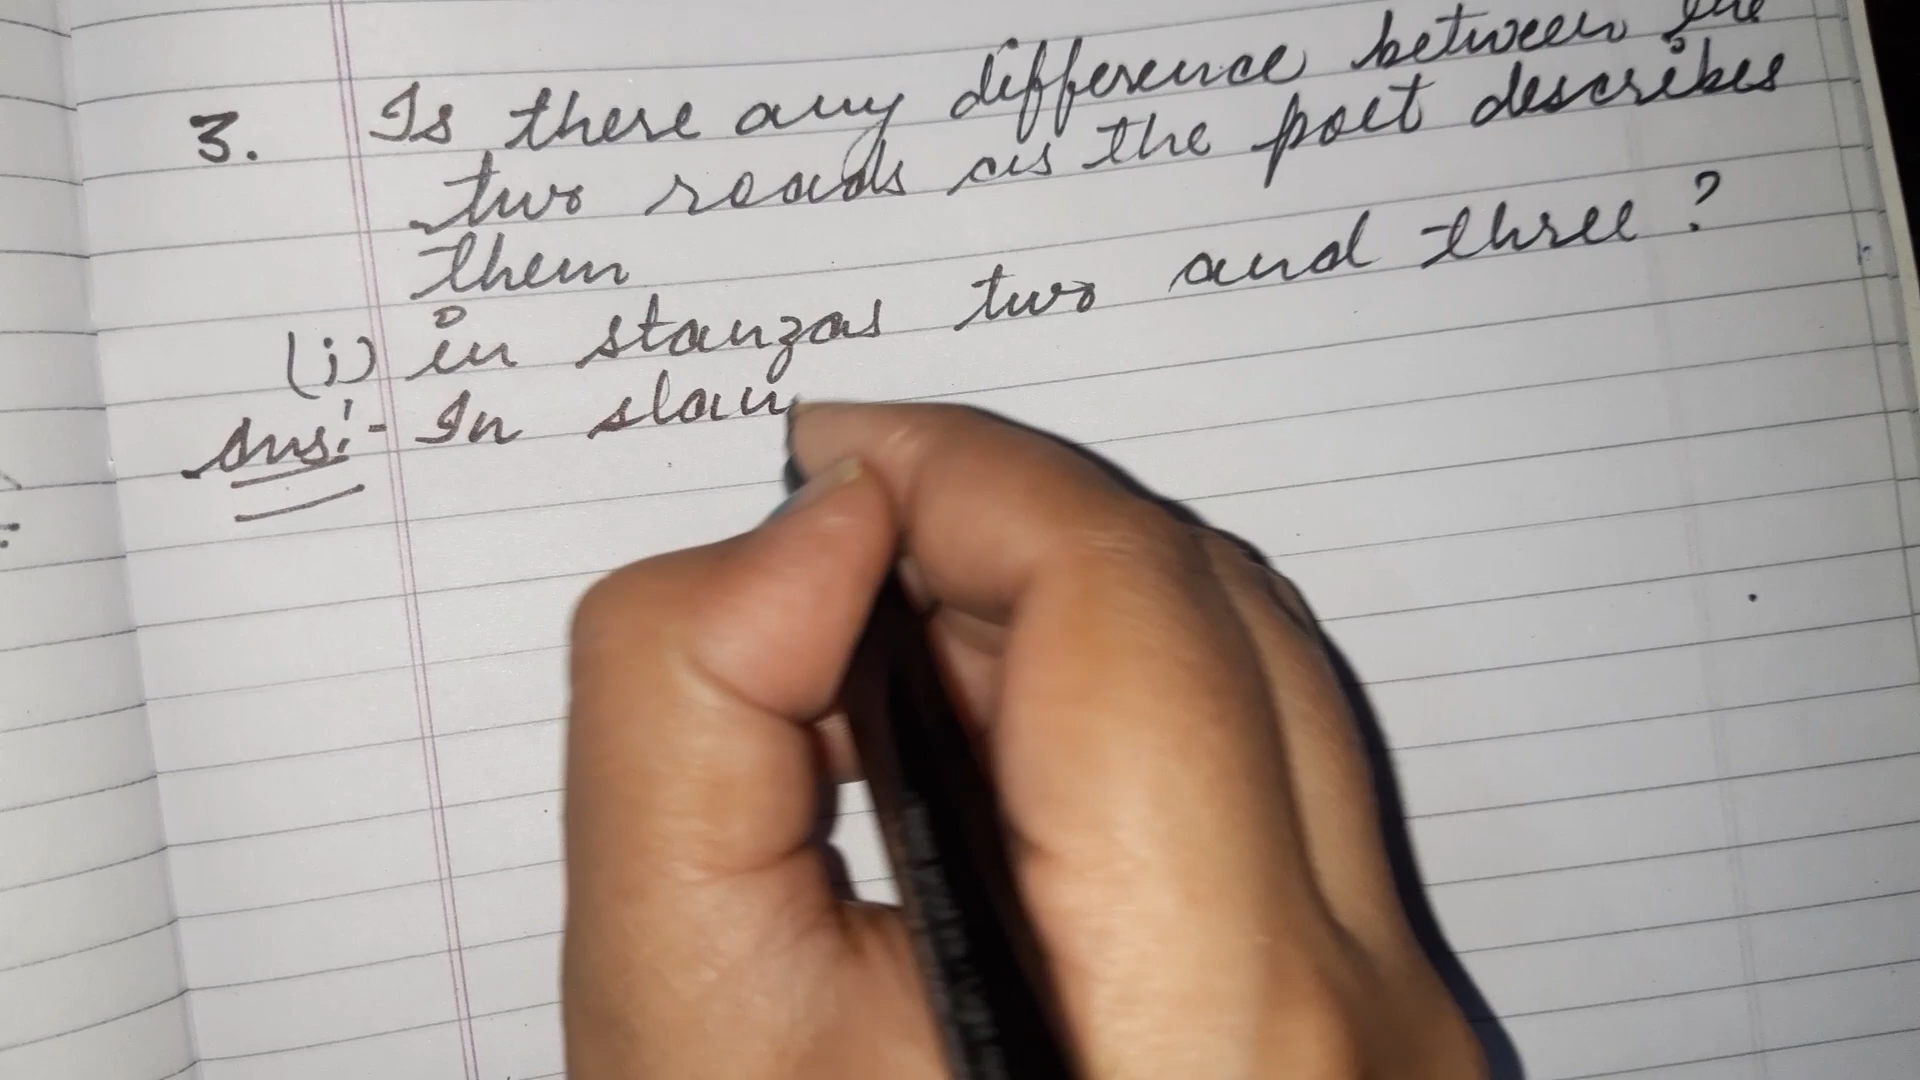 3. Is there any difference between the
two roads as the poet describes
them
(i) in stanzas two and three?
Ans:- In stan